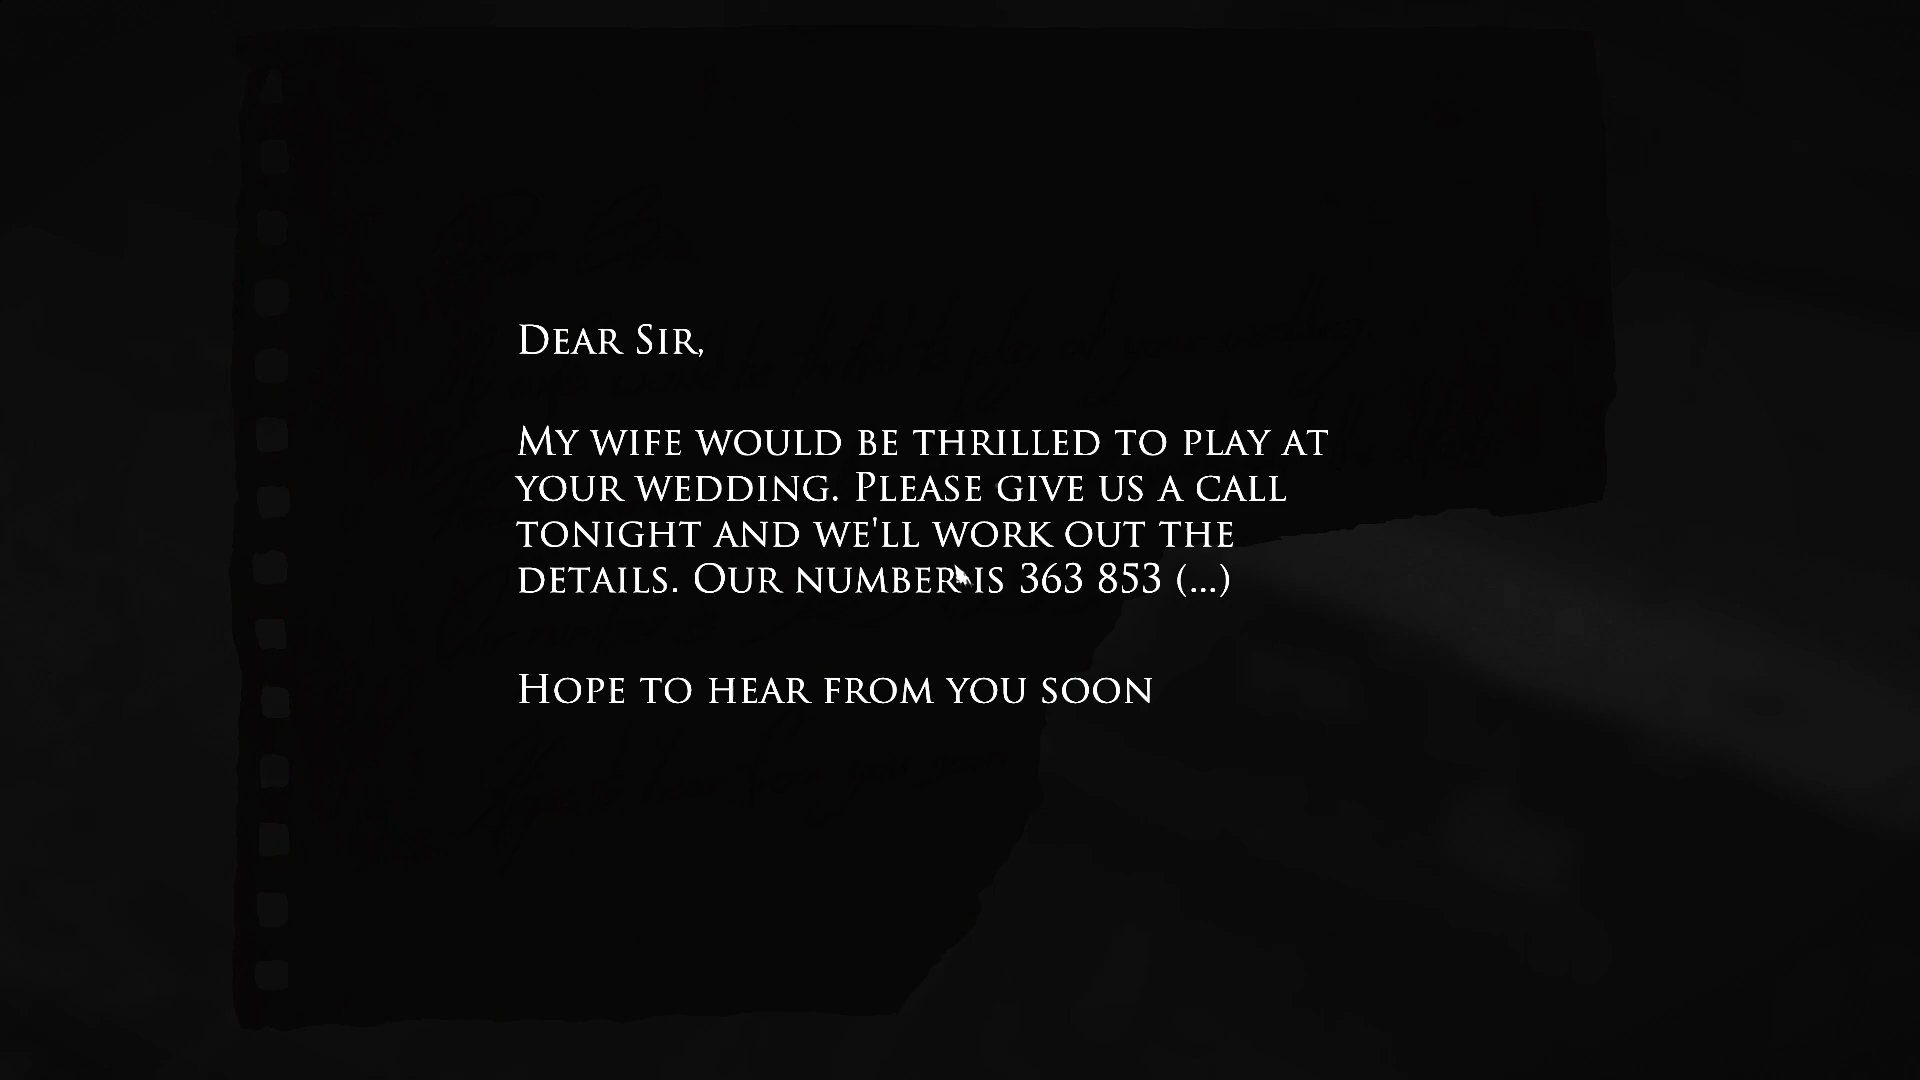 Dear Sir,
My wife would be thrilled to play at
your wedding. Please give us a call
tonight and we'll work out the
details. Our number is 363 853 (...)
Hope to hear from you soon